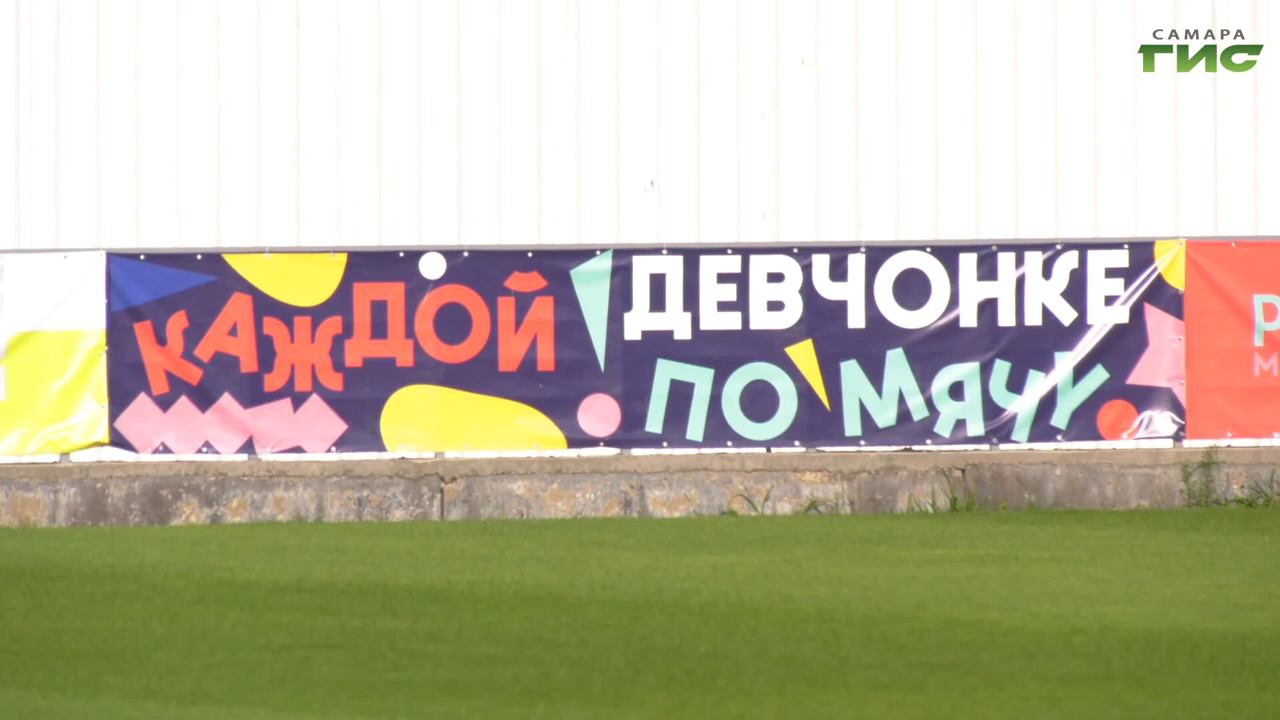 САМАРА
ГИС
КАЖДОЙ
ДЕВЧОНКЕ
ПО МЯЧУ